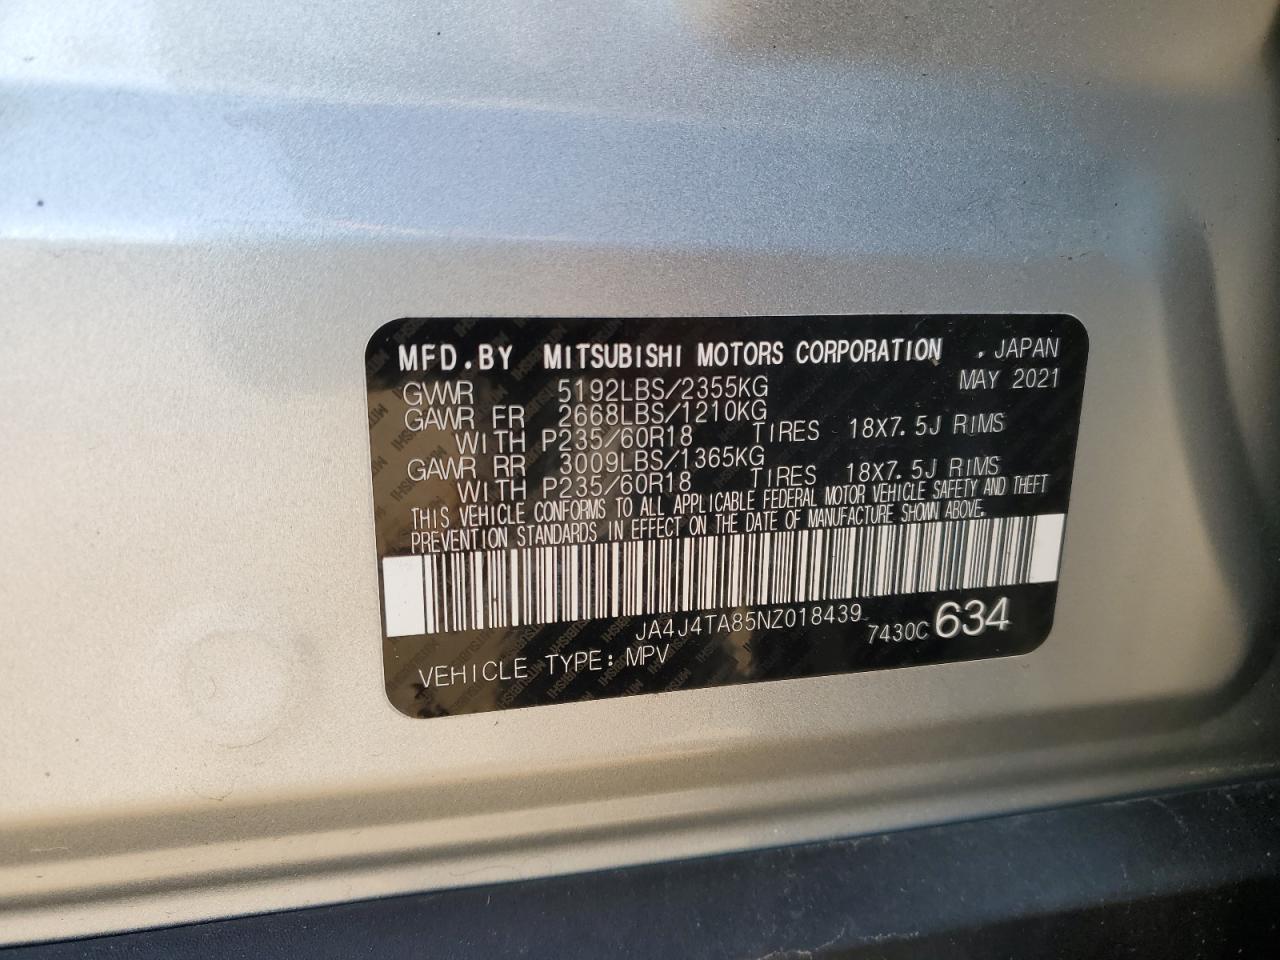 MFD.BY MITSUBISHI MOTORS CORPORATION . JAPAN
MAY 2021
GVWR 5192LBS/2355KG
GAWR FR 2668LBS/1210KG
WITH P235/60R18 TIRES 18X7.5J RIMS
GAWR RR 3009LBS/1365KG
WITH P235/60R18 TIRES 18X7.5J RIMS
THIS VEHICLE CONFORMS TO ALL APPLICABLE FEDERAL MOTOR VEHICLE SAFETY AND THEFT
PREVENTION STANDARDS IN EFFECT ON THE DATE OF MANUFACTURE SHOWN ABOVE.
JA4J4TA85NZ018439 7430C 634
VEHICLE TYPE: MPV